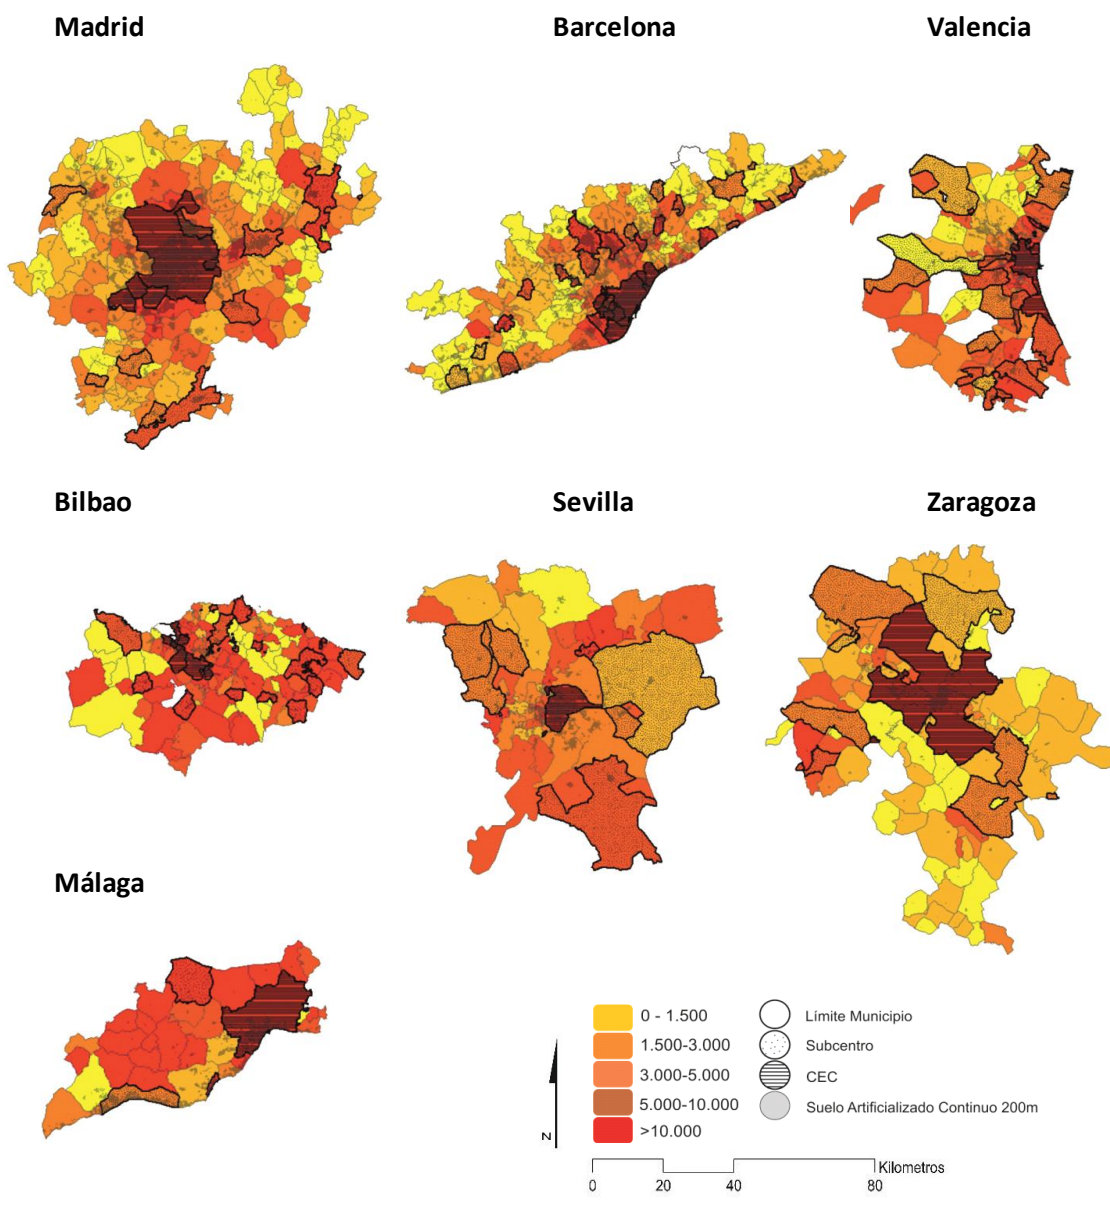 Madrid
Barcelona
Valencia
Bilbao
Sevilla
Zaragoza
Málaga
0 - 1.500
1.500-3.000
3.000-5.000
5.000-10.000
>10.000
Límite Municipio
Subcentro
CEC
Suelo Artificializado Continuo 200m
N
Kilometros
0 20 40 80